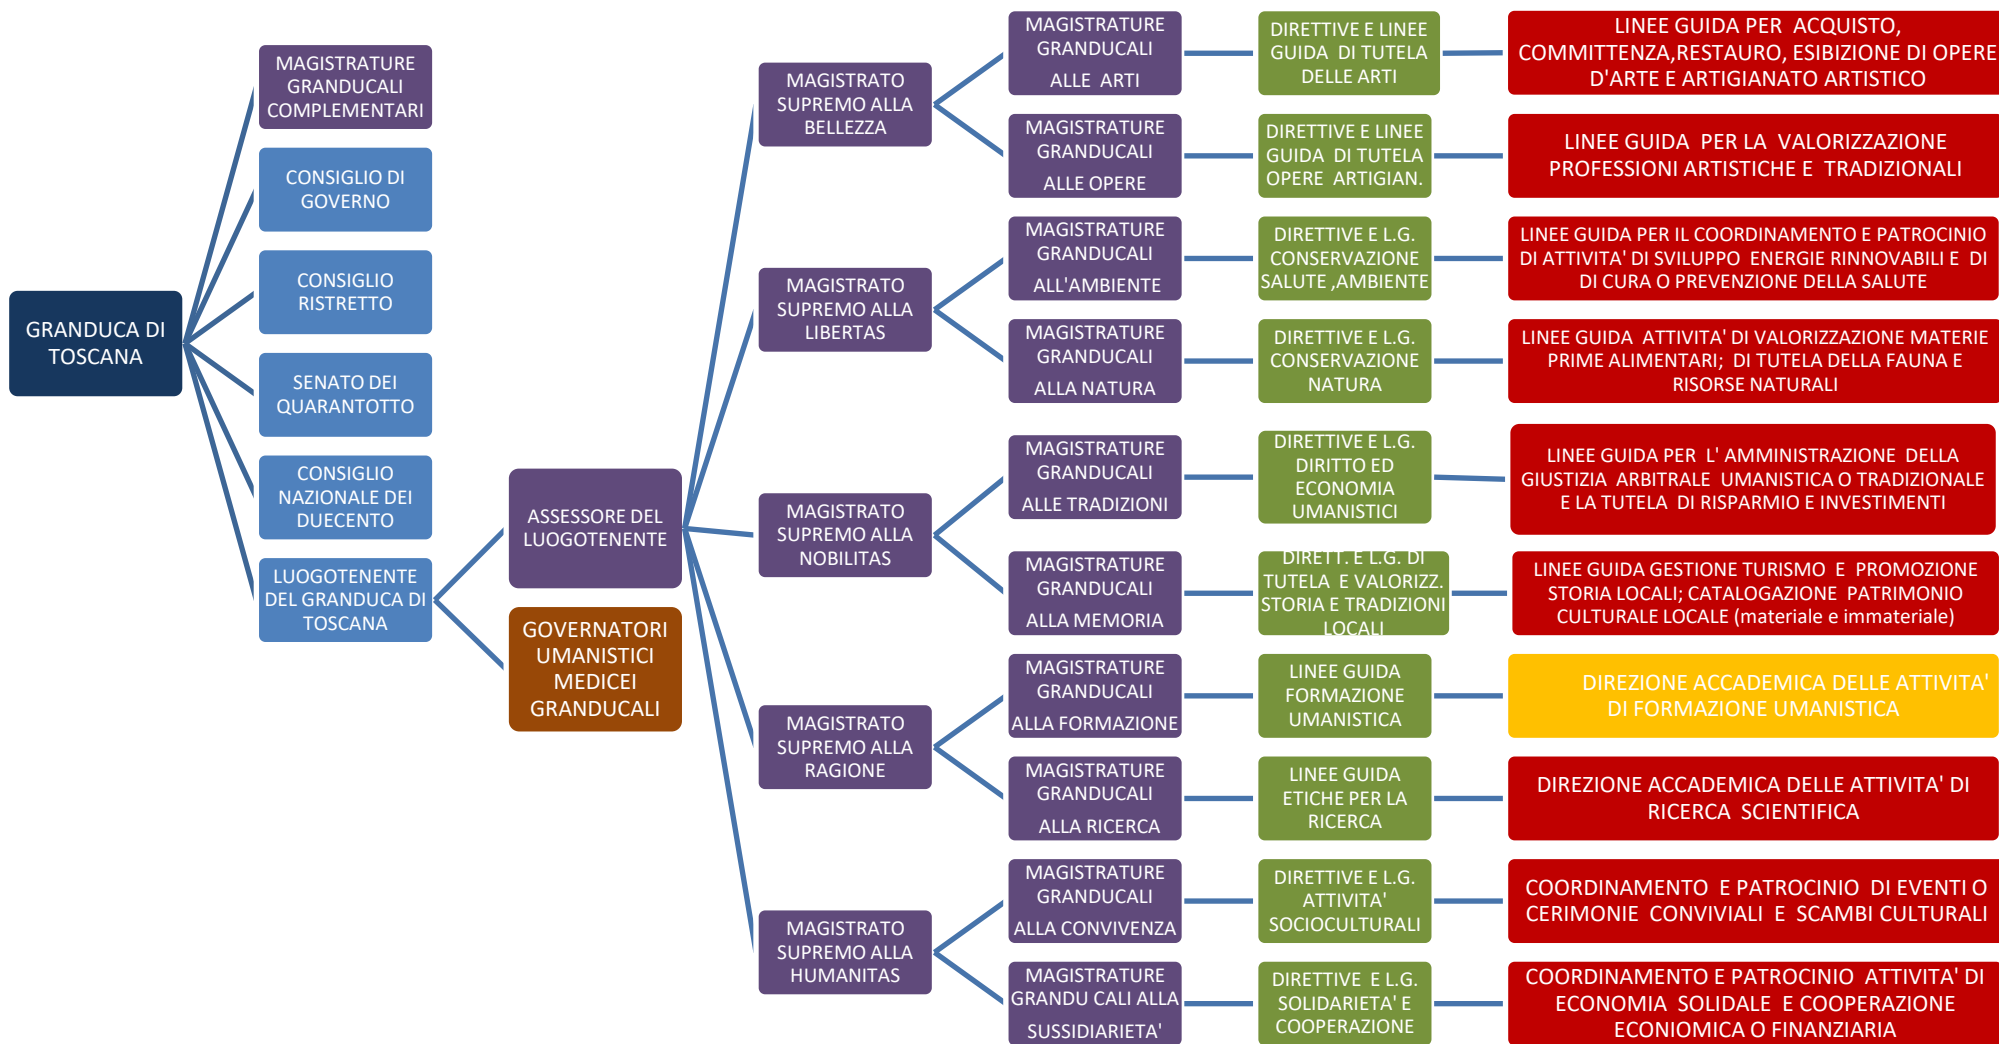 GRANDUCA DI
TOSCANA
MAGISTRATURE
GRANDUCALI
COMPLEMENTARI
CONSIGLIO DI
GOVERNO
CONSIGLIO
RISTRETTO
SENATO DEI
QUARANTOTTO
CONSIGLIO
NAZIONALE DEI
DUECENTO
LUOGOTENENTE
DEL GRANDUCA DI
TOSCANA
ASSESSORE DEL
LUOGOTENENTE
GOVERNATORI
UMANISTICI
MEDICEI
GRANDUCALI
MAGISTRATO
SUPREMO ALLA
BELLEZZA
MAGISTRATURE
GRANDUCALI
ALLE ARTI
DIRETTIVE E LINEE
GUIDA DI TUTELA
DELLE ARTI
LINEE GUIDA PER ACQUISTO,
COMMITTENZA,RESTAURO, ESIBIZIONE DI OPERE
D'ARTE E ARTIGIANATO ARTISTICO
MAGISTRATURE
GRANDUCALI
ALLE OPERE
DIRETTIVE E LINEE
GUIDA DI TUTELA
OPERE ARTIGIAN.
LINEE GUIDA PER LA VALORIZZAZIONE
PROFESSIONI ARTISTICHE E TRADIZIONALI
MAGISTRATO
SUPREMO ALLA
LIBERTAS
MAGISTRATURE
GRANDUCALI
ALL'AMBIENTE
DIRETTIVE E L.G.
CONSERVAZIONE
SALUTE ,AMBIENTE
LINEE GUIDA PER IL COORDINAMENTO E PATROCINIO
DI ATTIVITA' DI SVILUPPO ENERGIE RINNOVABILI E DI
DI CURA O PREVENZIONE DELLA SALUTE
MAGISTRATURE
GRANDUCALI
ALLA NATURA
DIRETTIVE E L.G.
CONSERVAZIONE
NATURA
LINEE GUIDA ATTIVITA' DI VALORIZZAZIONE MATERIE
PRIME ALIMENTARI; DI TUTELA DELLA FAUNA E
RISORSE NATURALI
MAGISTRATO
SUPREMO ALLA
NOBILITAS
MAGISTRATURE
GRANDUCALI
ALLE TRADIZIONI
DIRETTIVE E L.G.
DIRITTO ED
ECONOMIA
UMANISTICI
LINEE GUIDA PER L' AMMINISTRAZIONE DELLA
GIUSTIZIA ARBITRALE UMANISTICA O TRADIZIONALE
E LA TUTELA DI RISPARMIO E INVESTIMENTI
MAGISTRATURE
GRANDUCALI
ALLA MEMORIA
DIRETT. E L.G. DI
TUTELA E VALORIZZ.
STORIA E TRADIZIONI
LOCALI
LINEE GUIDA GESTIONE TURISMO E PROMOZIONE
STORIA LOCALI; CATALOGAZIONE PATRIMONIO
CULTURALE LOCALE (materiale e immateriale)
MAGISTRATO
SUPREMO ALLA
RAGIONE
MAGISTRATURE
GRANDUCALI
ALLA FORMAZIONE
LINEE GUIDA
FORMAZIONE
UMANISTICA
DIREZIONE ACCADEMICA DELLE ATTIVITA'
DI FORMAZIONE UMANISTICA
MAGISTRATURE
GRANDUCALI
ALLA RICERCA
LINEE GUIDA
ETICHE PER LA
RICERCA
DIREZIONE ACCADEMICA DELLE ATTIVITA' DI
RICERCA SCIENTIFICA
MAGISTRATO
SUPREMO ALLA
HUMANITAS
MAGISTRATURE
GRANDUCALI
ALLA CONVIVENZA
DIRETTIVE E L.G.
ATTIVITA'
SOCIOCULTURALI
COORDINAMENTO E PATROCINIO DI EVENTI O
CERIMONIE CONVIVIALI E SCAMBI CULTURALI
MAGISTRATURE
GRANDU CALI ALLA
SUSSIDIARIETA'
DIRETTIVE E L.G.
SOLIDARIETA' E
COOPERAZIONE
COORDINAMENTO E PATROCINIO ATTIVITA' DI
ECONOMIA SOLIDALE E COOPERAZIONE
ECONIOMICA O FINANZIARIA